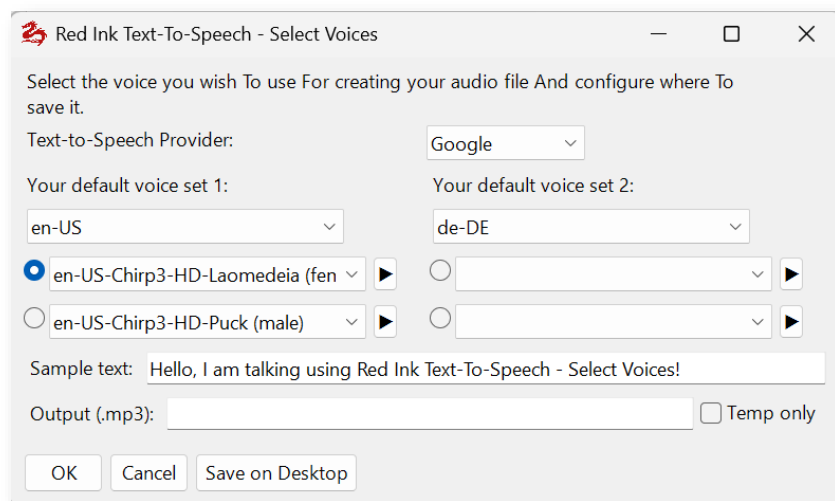 Red Ink Text-To-Speech - Select Voices
Select the voice you wish To use For creating your audio file And configure where To
save it.
Text-to-Speech Provider: Google
Your default voice set 1: Your default voice set 2:
en-US de-DE
en-US-Chirp3-HD-Laomedeia (fen
en-US-Chirp3-HD-Puck (male)
Sample text: Hello, I am talking using Red Ink Text-To-Speech - Select Voices!
Output (.mp3): Temp only
OK Cancel Save on Desktop